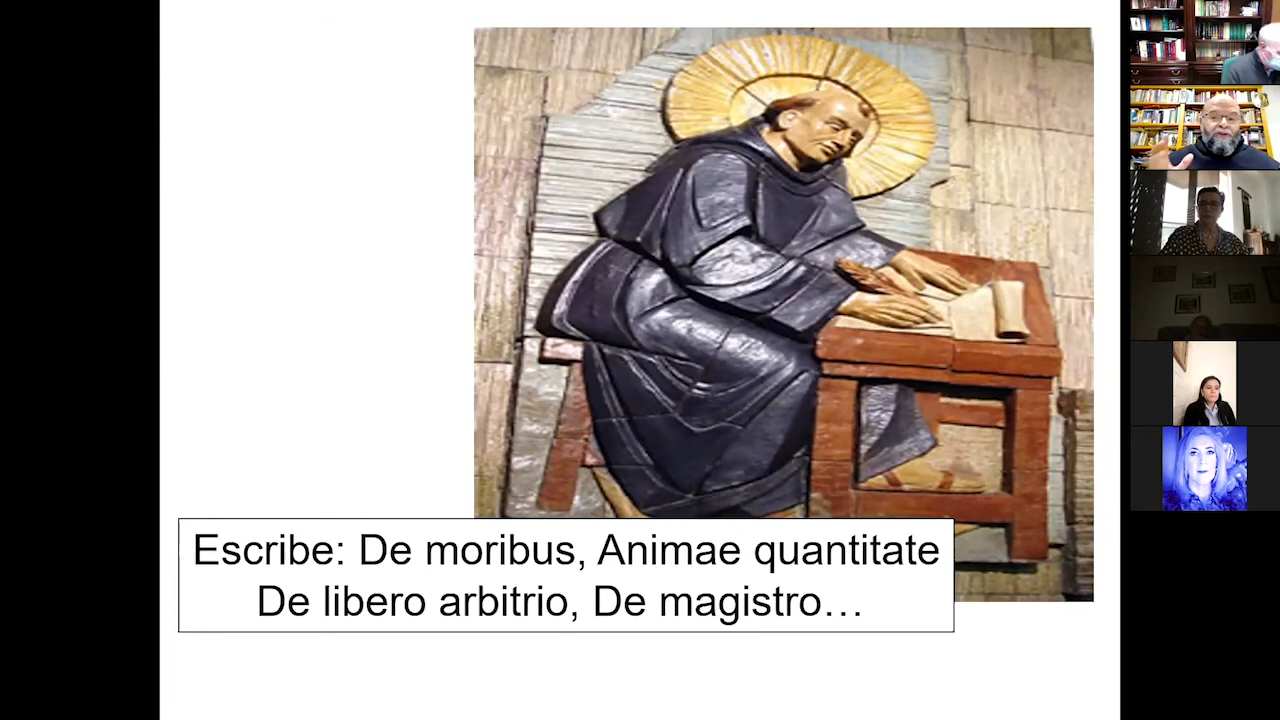 Escribe: De moribus, Animae quantitate
De libero arbitrio, De magistro…